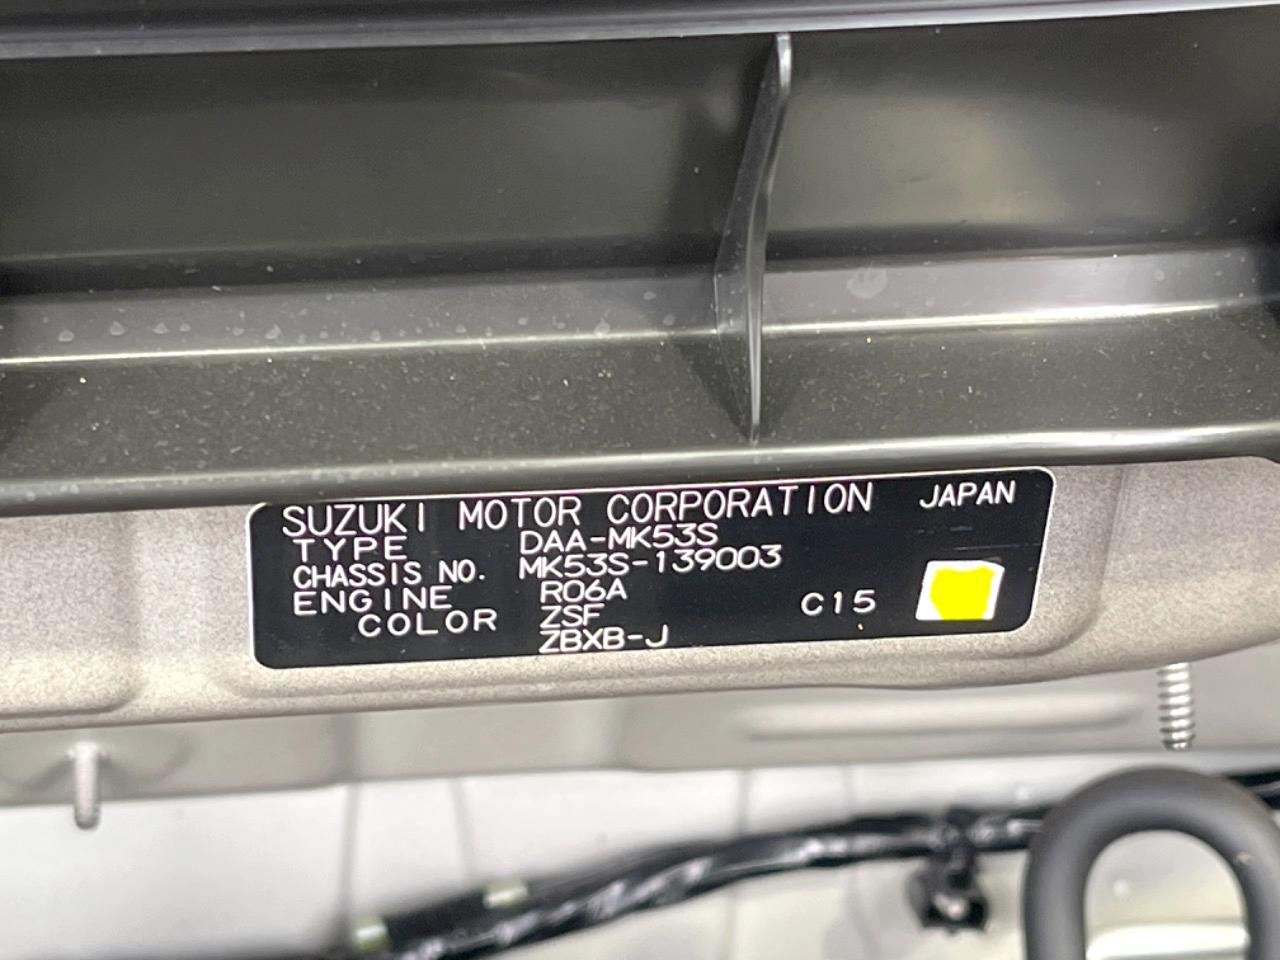 SUZUKI MOTOR CORPORATION JAPAN
TYPE DAA-MK53S
CHASSIS NO. MK53S-139003
ENGINE R06A
COLOR ZSF C15
ZBXB-J